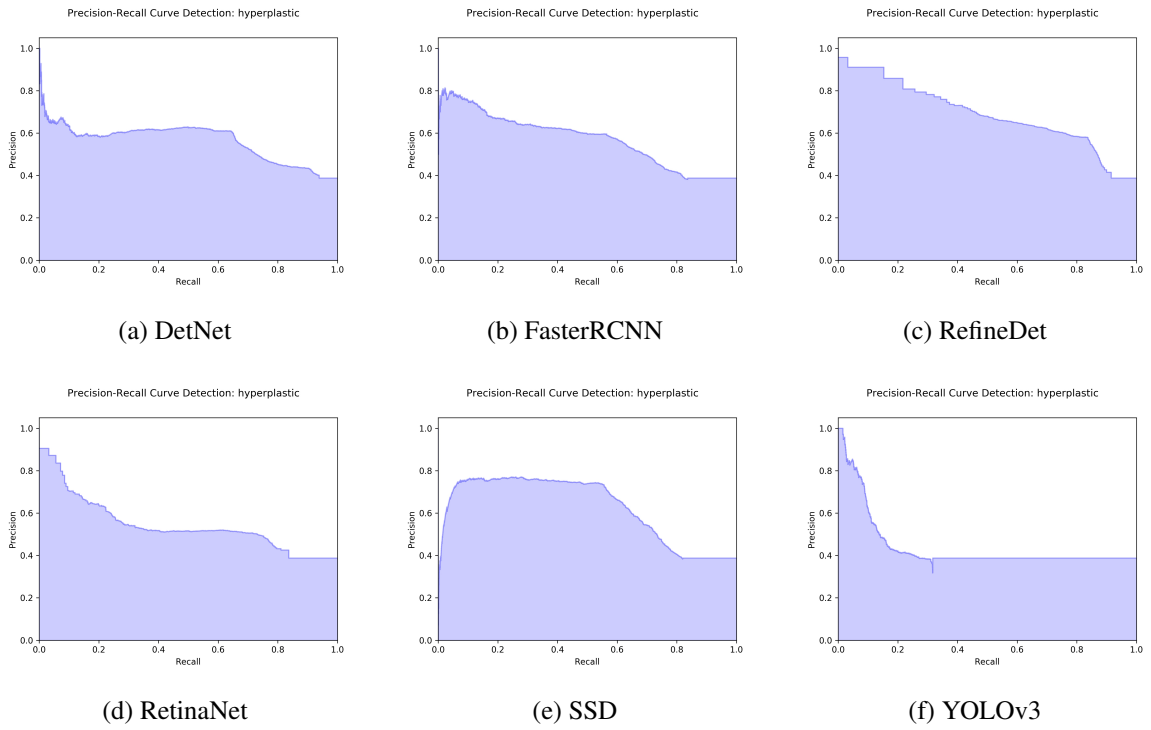 Precision-Recall Curve Detection: hyperplastic
Precision
1.0
0.8
0.6
0.4
0.2
0.0
0.0 0.2 0.4 0.6 0.8 1.0
Recall
(a) DetNet
Precision-Recall Curve Detection: hyperplastic
Precision
1.0
0.8
0.6
0.4
0.2
0.0
0.0 0.2 0.4 0.6 0.8 1.0
Recall
(b) FasterRCNN
Precision-Recall Curve Detection: hyperplastic
Precision
1.0
0.8
0.6
0.4
0.2
0.0
0.0 0.2 0.4 0.6 0.8 1.0
Recall
(c) RefineDet
Precision-Recall Curve Detection: hyperplastic
Precision
1.0
0.8
0.6
0.4
0.2
0.0
0.0 0.2 0.4 0.6 0.8 1.0
Recall
(d) RetinaNet
Precision-Recall Curve Detection: hyperplastic
Precision
1.0
0.8
0.6
0.4
0.2
0.0
0.0 0.2 0.4 0.6 0.8 1.0
Recall
(e) SSD
Precision-Recall Curve Detection: hyperplastic
Precision
1.0
0.8
0.6
0.4
0.2
0.0
0.0 0.2 0.4 0.6 0.8 1.0
Recall
(f) YOLOv3